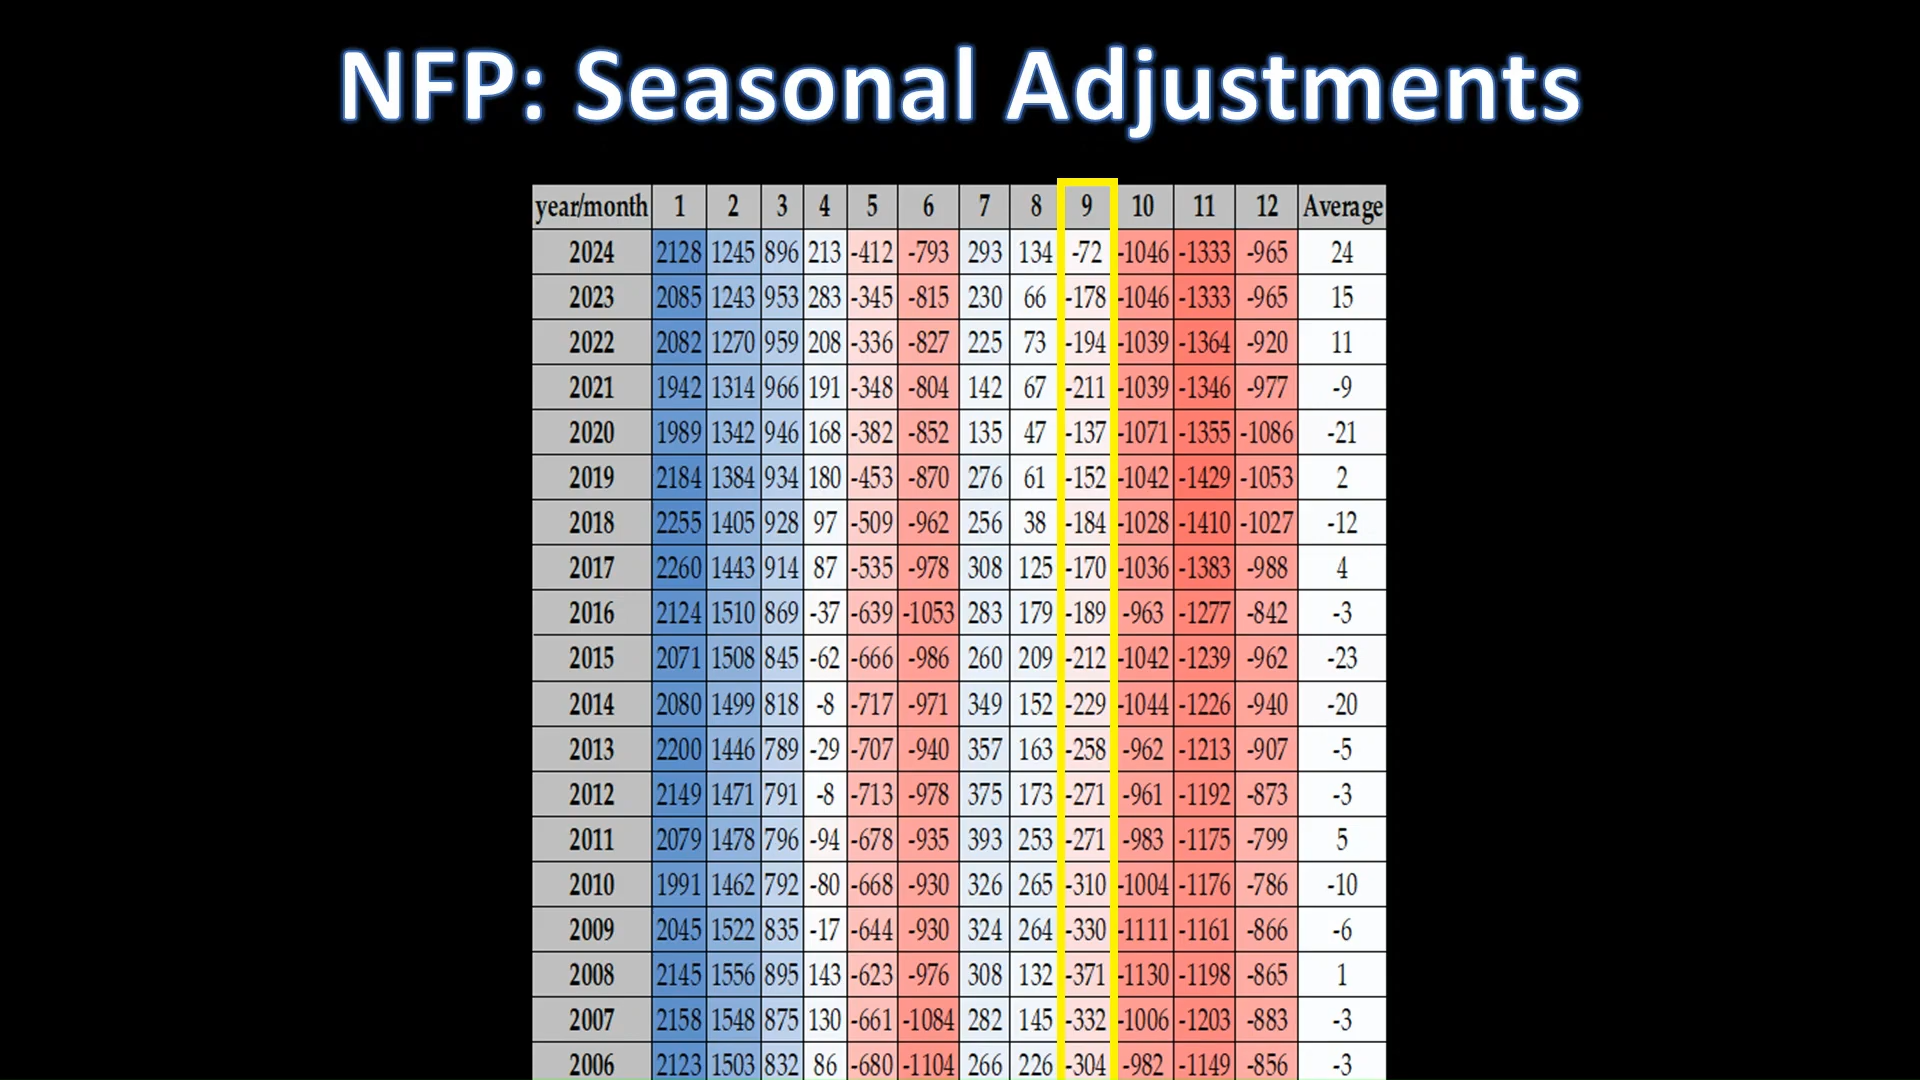 NFP: Seasonal Adjustments
year/month 1 2 3 4 5 6 7 8 9 10 11 12 Average
2024 2128 1245 896 213 -412 -793 293 134 -72 -1046 -1333 -965 24
2023 2085 1243 953 283 -345 -815 230 66 -178 -1046 -1333 -965 15
2022 2082 1270 959 208 -336 -827 225 73 -194 -1039 -1364 -920 11
2021 1942 1314 966 191 -348 -804 142 67 -211 -1039 -1346 -977 -9
2020 1989 1342 946 168 -382 -852 135 47 -137 -1071 -1355 -1086 -21
2019 2184 1384 934 180 -453 -870 276 61 -152 -1042 -1429 -1053 2
2018 2255 1405 928 97 -509 -962 256 38 -184 -1028 -1410 -1027 -12
2017 2260 1443 914 87 -535 -978 308 125 -170 -1036 -1383 -988 4
2016 2124 1510 869 -37 -639 -1053 283 179 -189 -963 -1277 -842 -3
2015 2071 1508 845 -62 -666 -986 260 209 -212 -1042 -1239 -962 -23
2014 2080 1499 818 -8 -717 -971 349 152 -229 -1044 -1226 -940 -20
2013 2200 1446 789 -29 -707 -940 357 163 -258 -962 -1213 -907 -5
2012 2149 1471 791 -8 -713 -978 375 173 -271 -961 -1192 -873 -3
2011 2079 1478 796 -94 -678 -935 393 253 -271 -983 -1175 -799 5
2010 1991 1462 792 -80 -668 -930 326 265 -310 -1004 -1176 -786 -10
2009 2045 1522 835 -17 -644 -930 324 264 -330 -1111 -1161 -866 -6
2008 2145 1556 895 143 -623 -976 308 132 -371 -1130 -1198 -865 1
2007 2158 1548 875 130 -661 -1084 282 145 -332 -1006 -1203 -883 -3
2006 2123 1503 832 86 -680 -1104 266 226 -304 -982 -1149 -856 -3